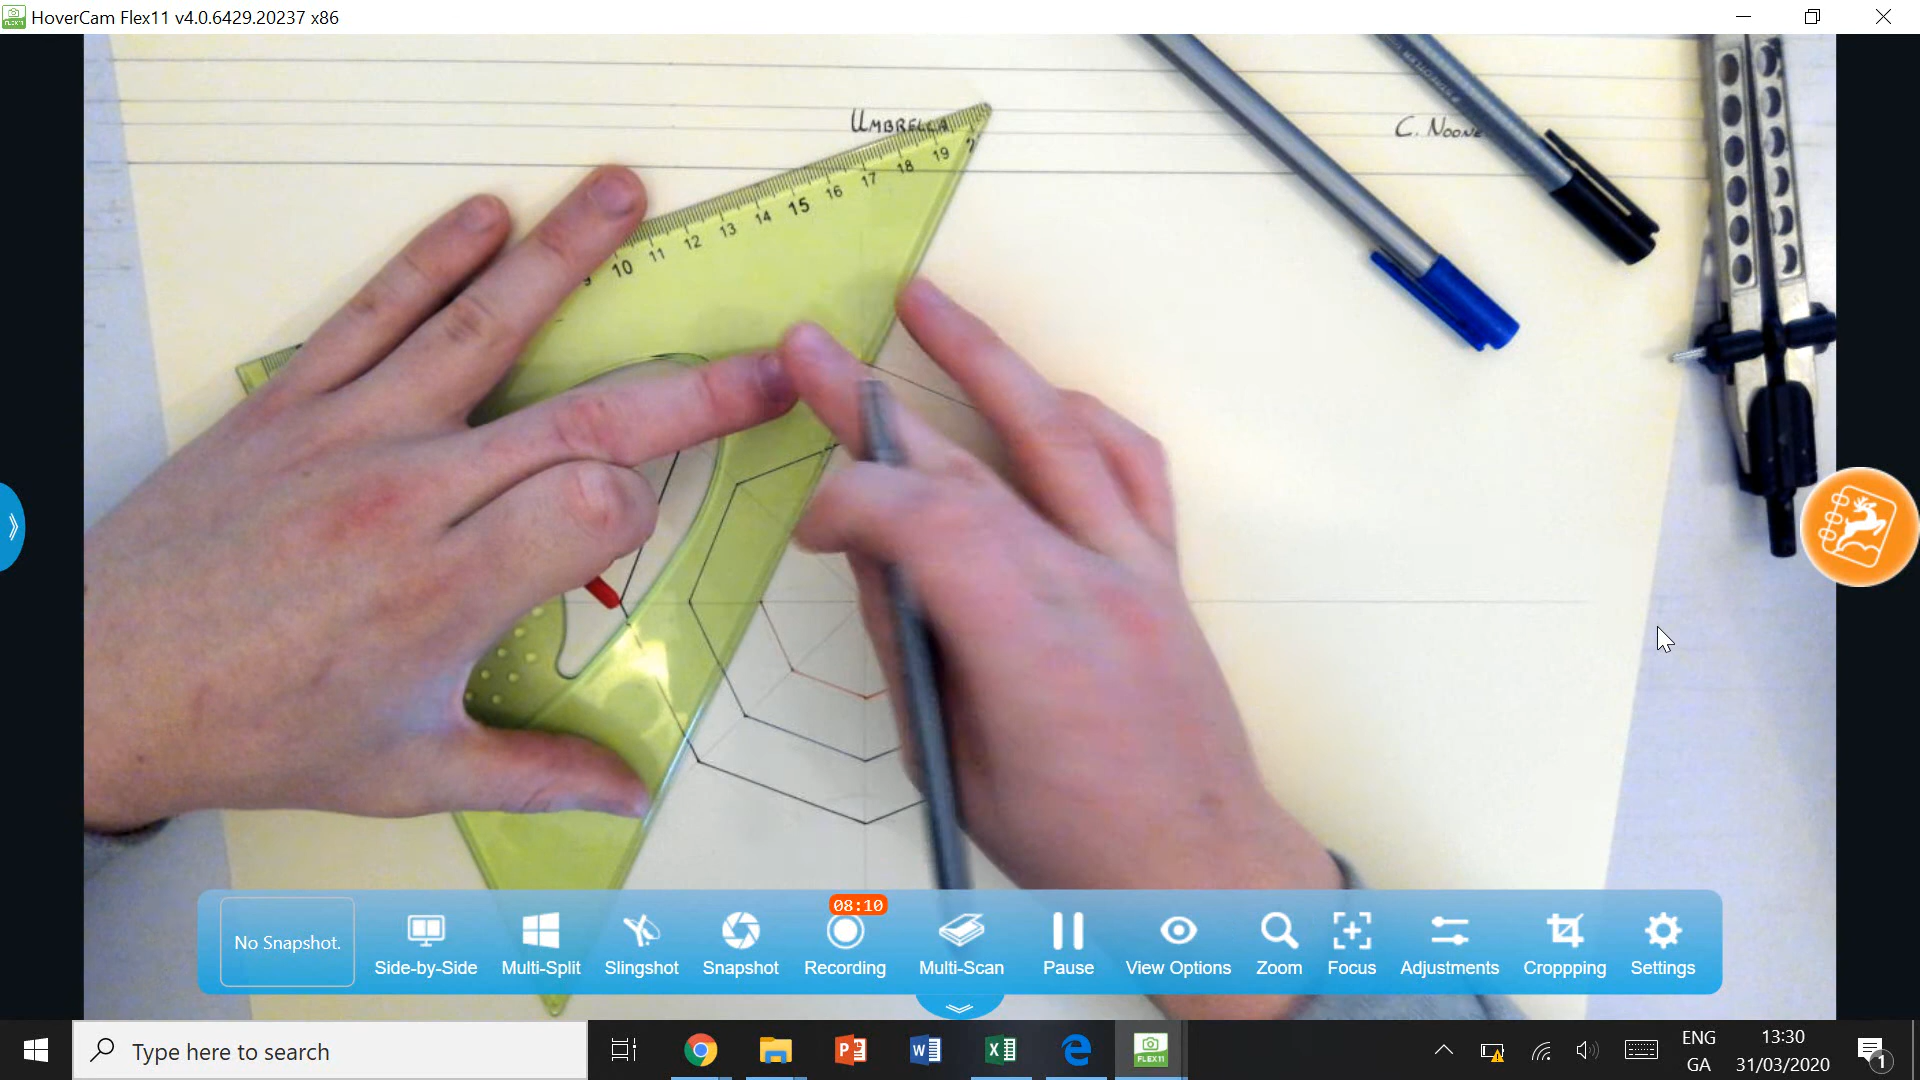 HoverCam Flex11 v4.0.6429.20237 x86
UMBRELLA
C. NOONE
10 11 12 13 14 15 16 17 18 19
08:10
No Snapshot.
Side-by-Side
Multi-Split
Slingshot
Snapshot
Recording
Multi-Scan
Pause
View Options
Zoom
Focus
Adjustments
Croppping
Settings
Type here to search
FLEX11
ENG
GA
13:30
31/03/2020
1